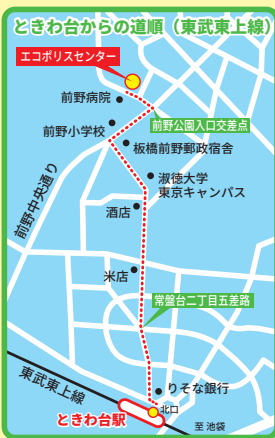 ときわ台からの道順（東武東上線）
エコポリスセンター
前野病院
前野公園入口交差点
前野小学校
板橋前野郵政宿舎
淑徳大学
東京キャンパス
前野中央通り
酒店
米店
常盤台二丁目五差路
りそな銀行
東武東上線
北口
ときわ台駅
至 池袋